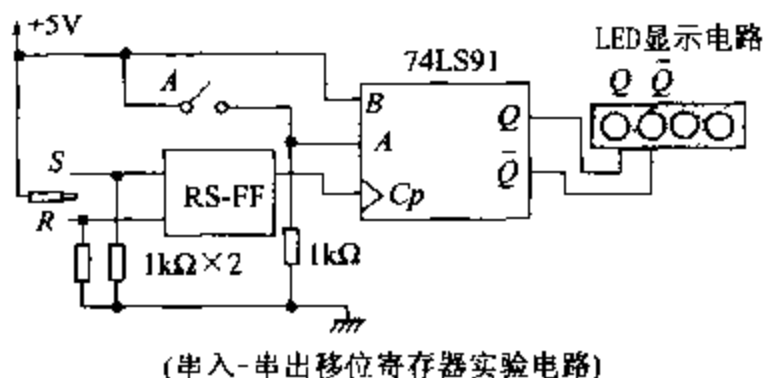 +5V
LED显示电路
74LS91
A
Q Q̄
B
Q
A
S
RS-FF
Cp
Q̄
R
1kΩ×2
1kΩ
(串入-串出移位寄存器实验电路)